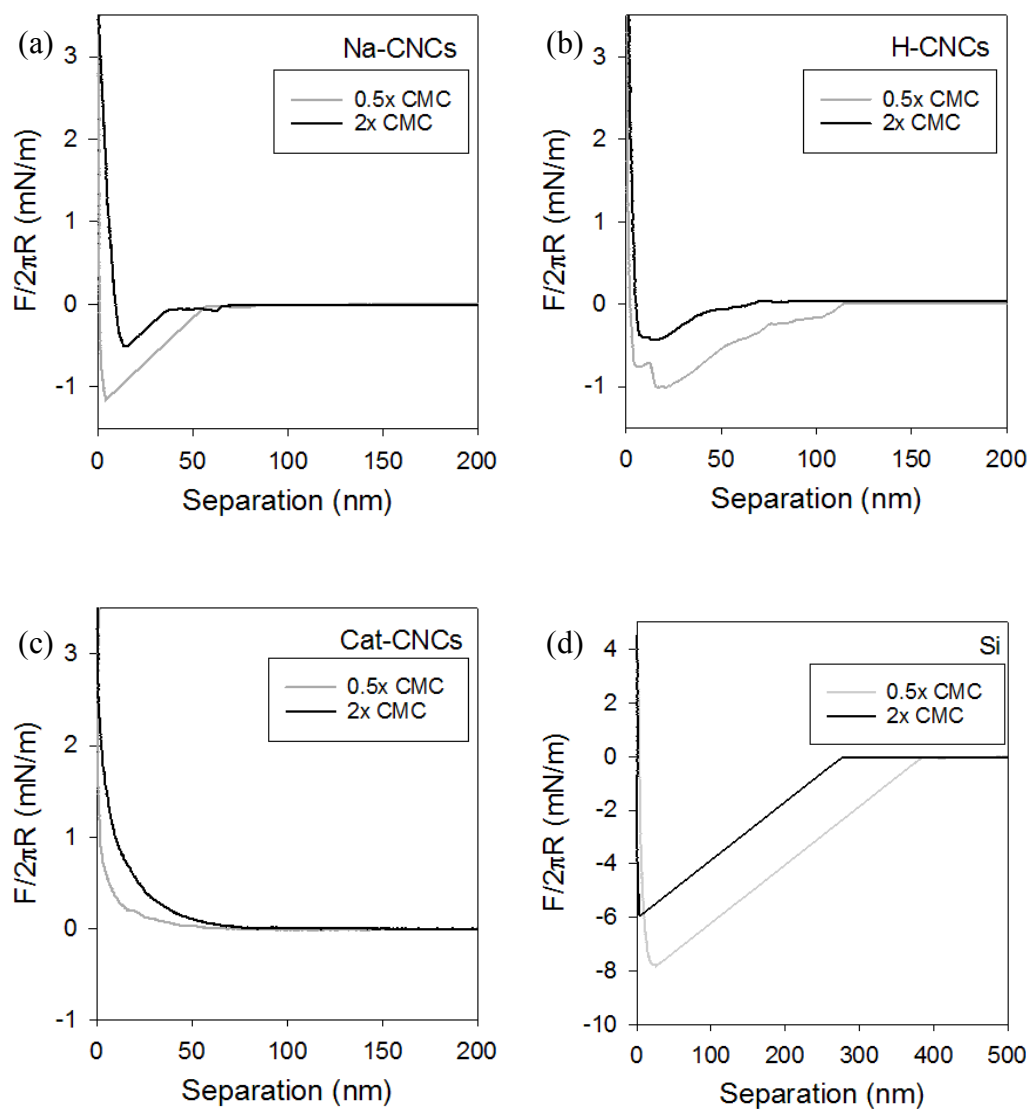 (a)
Na-CNCs
0.5x CMC
2x CMC
3
2
1
0
-1
F/2πR (mN/m)
0 50 100 150 200
Separation (nm)
(b)
H-CNCs
0.5x CMC
2x CMC
3
2
1
0
-1
F/2πR (mN/m)
0 50 100 150 200
Separation (nm)
(c)
Cat-CNCs
0.5x CMC
2x CMC
3
2
1
0
-1
F/2πR (mN/m)
0 50 100 150 200
Separation (nm)
(d)
Si
0.5x CMC
2x CMC
4
2
0
-2
-4
-6
-8
-10
F/2πR (mN/m)
0 100 200 300 400 500
Separation (nm)